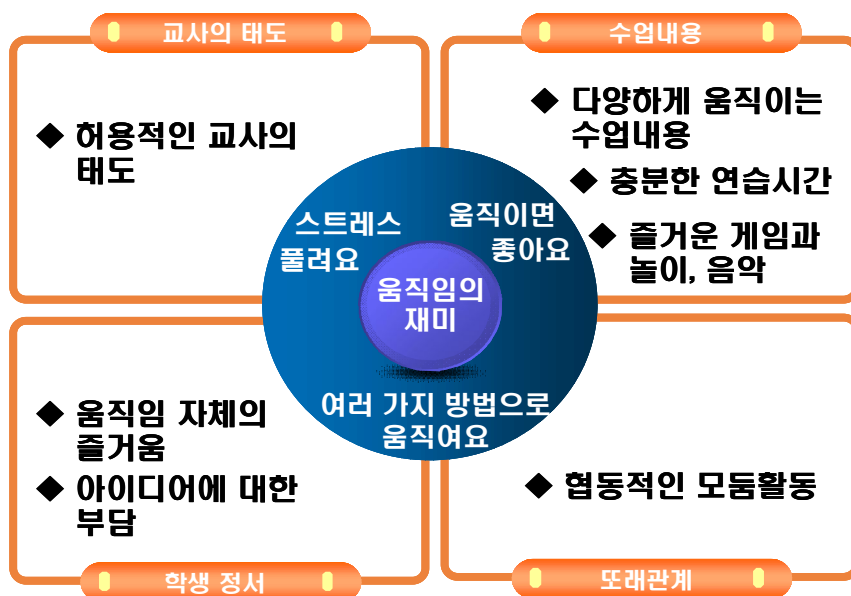 교사의 태도
◆ 허용적인 교사의
태도
수업내용
◆ 다양하게 움직이는
수업내용
◆ 충분한 연습시간
◆ 즐거운 게임과
놀이, 음악
스트레스
풀려요
움직이면
좋아요
움직임의
재미
여러 가지 방법으로
움직여요
◆ 움직임 자체의
즐거움
◆ 아이디어에 대한
부담
학생 정서
◆ 협동적인 모둠활동
또래관계